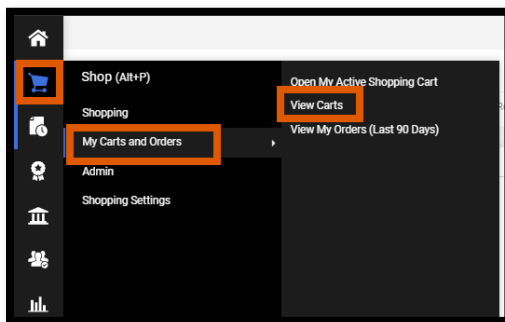 Shop (Alt+P)
Shopping
My Carts and Orders
Admin
Shopping Settings
Open My Active Shopping Cart
View Carts
View My Orders (Last 90 Days)